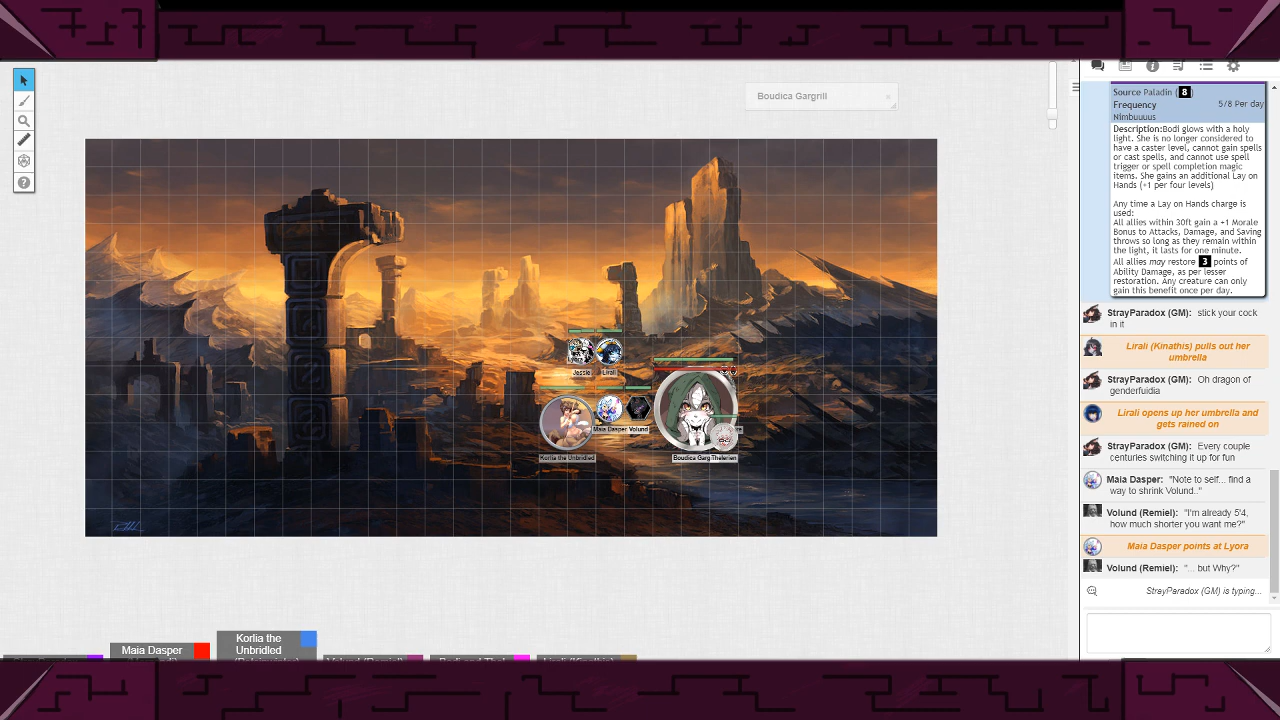 Boudica Gargrill
Source Paladin (8)
Frequency
5/8 Per day
Nimbuuuus
Description:Bodi glows with a holy
light. She is no longer considered to
have a caster level, cannot gain spells
or cast spells, and cannot use spell
trigger or spell completion magic
items. She gains an additional Lay on
Hands (+1 per four levels)
Any time a Lay on Hands charge is
used:
All allies within 30ft gain a +1 Morale
Bonus to Attacks, Damage, and Saving
throws so long as they remain within
the light, it lasts for one minute.
All allies may restore 3 points of
Ability Damage, as per lesser
restoration. Any creature can only
gain this benefit once per day.
StrayParadox (GM): stick your cock
in it
Lirali (Kinathis) pulls out her
umbrella
StrayParadox (GM): Oh dragon of
genderfuidia
Lirali opens up her umbrella and
gets rained on
StrayParadox (GM): Every couple
centuries switching it up for fun
Maia Dasper: "Note to self... find a
way to shrink Volund.."
Volund (Remiel): "I'm already 5'4,
how much shorter you want me?"
Maia Dasper points at Lyora
Volund (Remiel): "... but Why?"
StrayParadox (GM) is typing...
Jessie
Lirali
Maia Dasper
Volund
Korlia the Unbridled
Boudica Garg
Thelerien
Maia Dasper
Korlia the
Unbridled